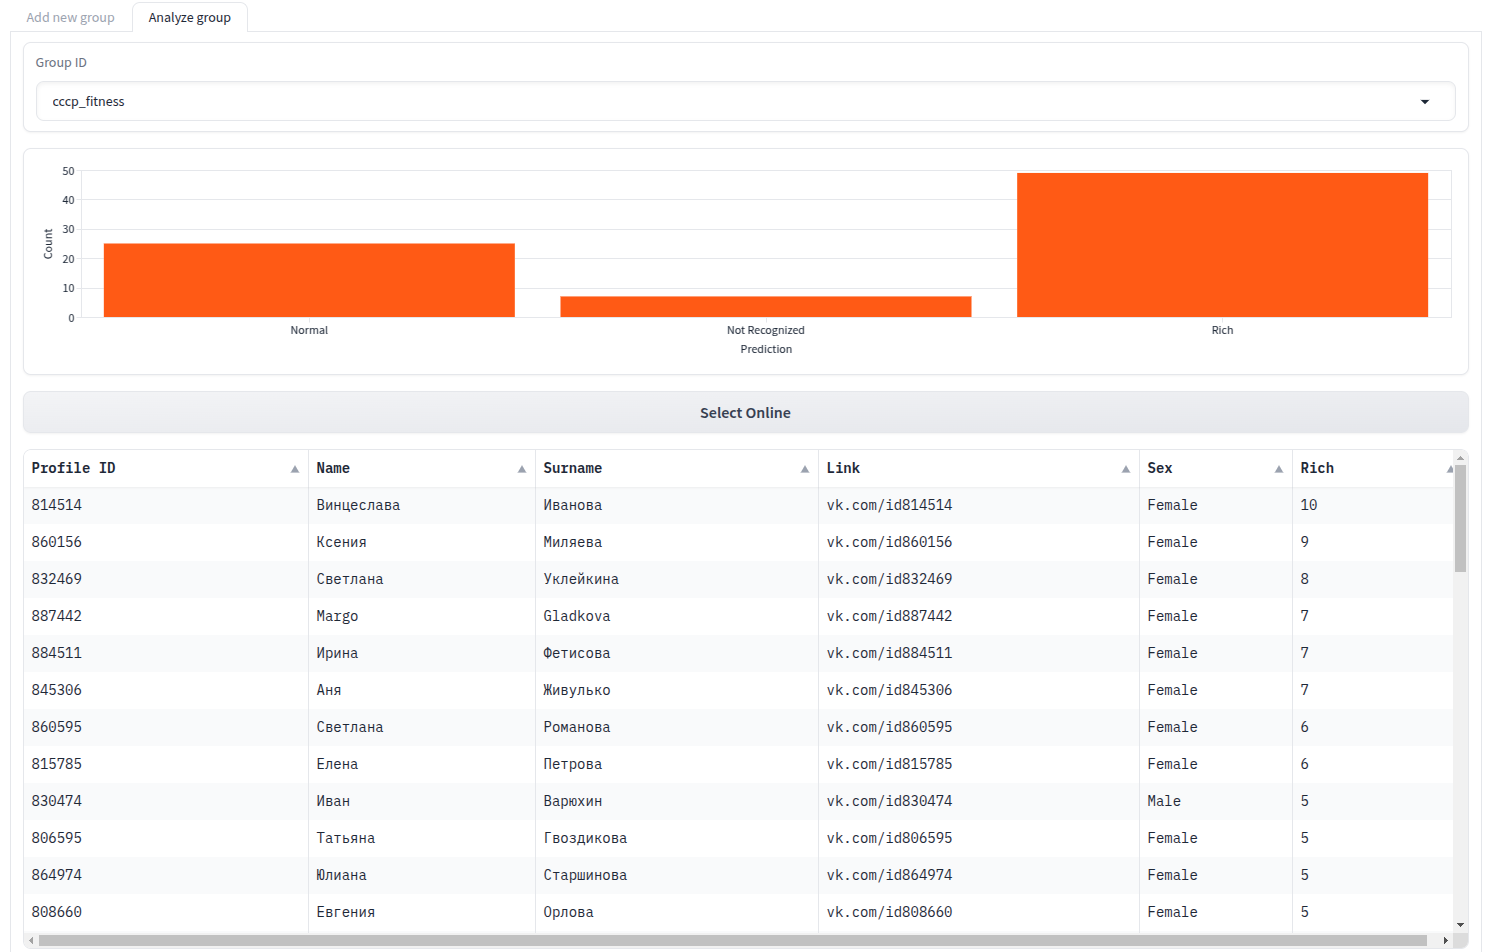 Add new group Analyze group
Group ID
cccp_fitness
50
40
30
20
10
0
Count
Normal Not Recognized Rich
Prediction
Select Online
Profile ID Name Surname Link Sex Rich
814514 Винцеслава Иванова vk.com/id814514 Female 10
860156 Ксения Миляева vk.com/id860156 Female 9
832469 Светлана Уклейкина vk.com/id832469 Female 8
887442 Margo Gladkova vk.com/id887442 Female 7
884511 Ирина Фетисова vk.com/id884511 Female 7
845306 Аня Живулько vk.com/id845306 Female 7
860595 Светлана Романова vk.com/id860595 Female 6
815785 Елена Петрова vk.com/id815785 Female 6
830474 Иван Варюхин vk.com/id830474 Male 5
806595 Татьяна Гвоздикова vk.com/id806595 Female 5
864974 Юлиана Старшинова vk.com/id864974 Female 5
808660 Евгения Орлова vk.com/id808660 Female 5